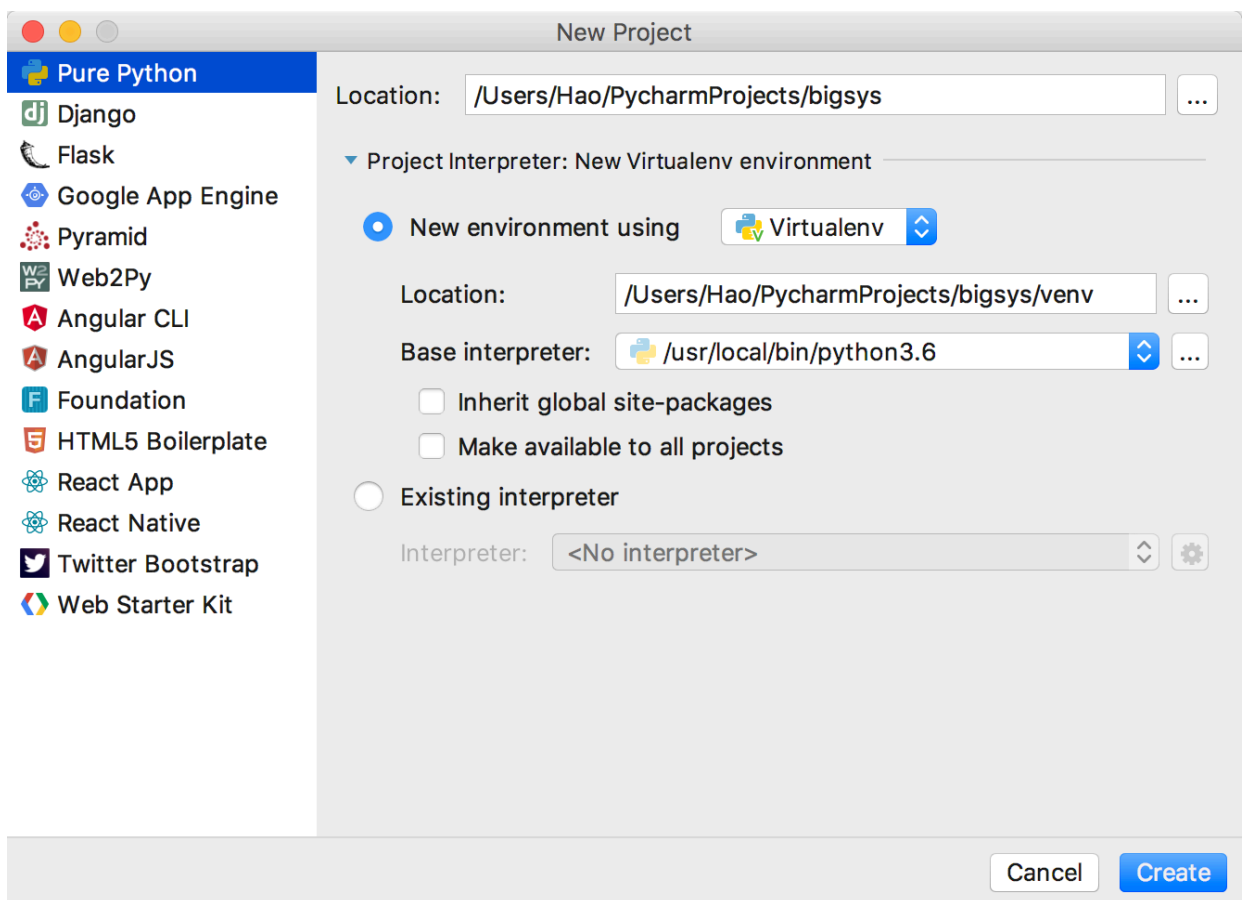 New Project
Pure Python
Django
Flask
Google App Engine
Pyramid
Web2Py
Angular CLI
AngularJS
Foundation
HTML5 Boilerplate
React App
React Native
Twitter Bootstrap
Web Starter Kit
Location: /Users/Hao/PycharmProjects/bigsys ...
Project Interpreter: New Virtualenv environment
New environment using Virtualenv
Location: /Users/Hao/PycharmProjects/bigsys/venv ...
Base interpreter: /usr/local/bin/python3.6 ...
Inherit global site-packages
Make available to all projects
Existing interpreter
Interpreter: <No interpreter>
Cancel Create